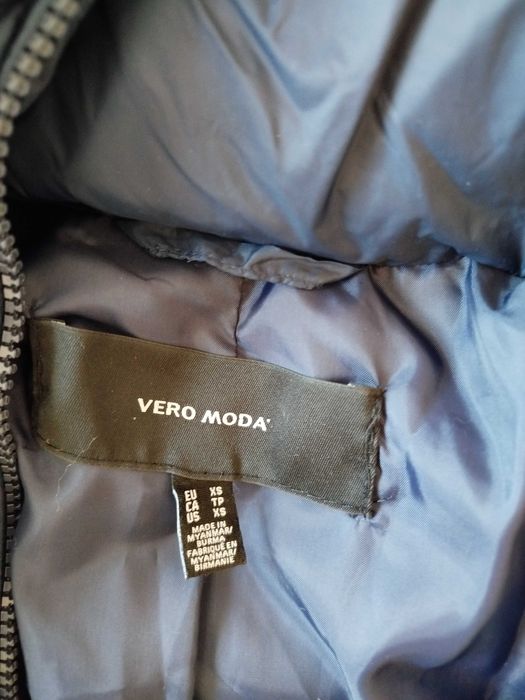 VERO MODA
EU XS
CA TP
US XS
MADE IN
MYANMAR/
BURMA
FABRIQUÉ EN
MYANMAR/
BIRMANIE